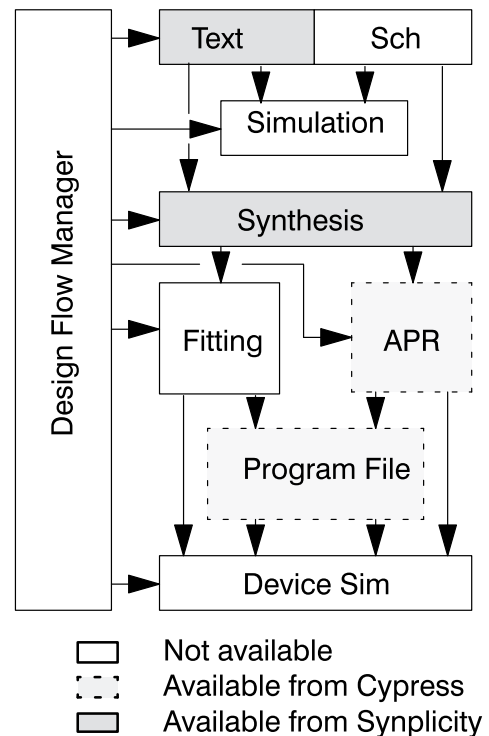 Design Flow Manager
Text
Sch
Simulation
Synthesis
Fitting
APR
Program File
Device Sim
Not available
Available from Cypress
Available from Synplicity